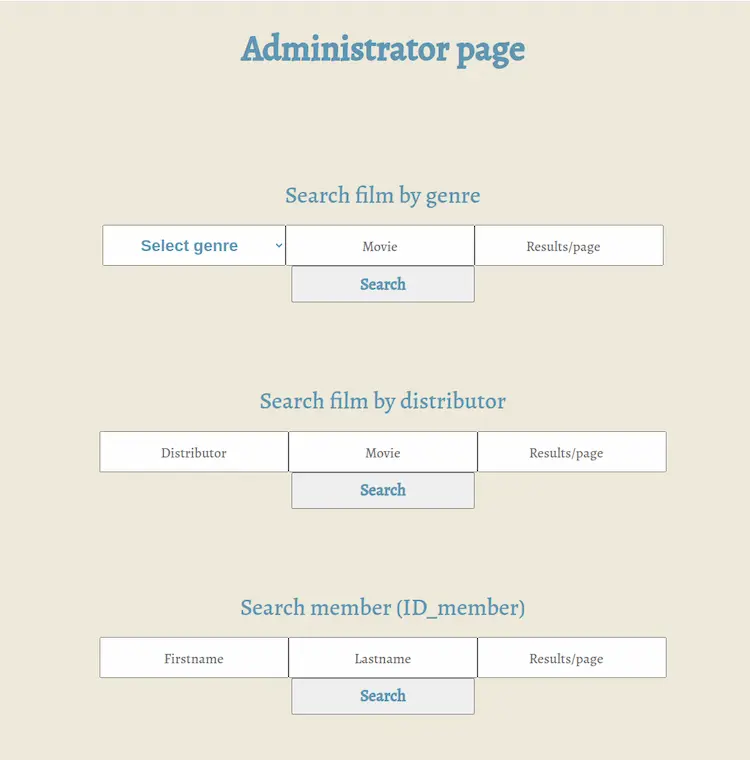 Administrator page
Search film by genre
Select genre Movie Results/page
Search
Search film by distributor
Distributor Movie Results/page
Search
Search member (ID_member)
Firstname Lastname Results/page
Search